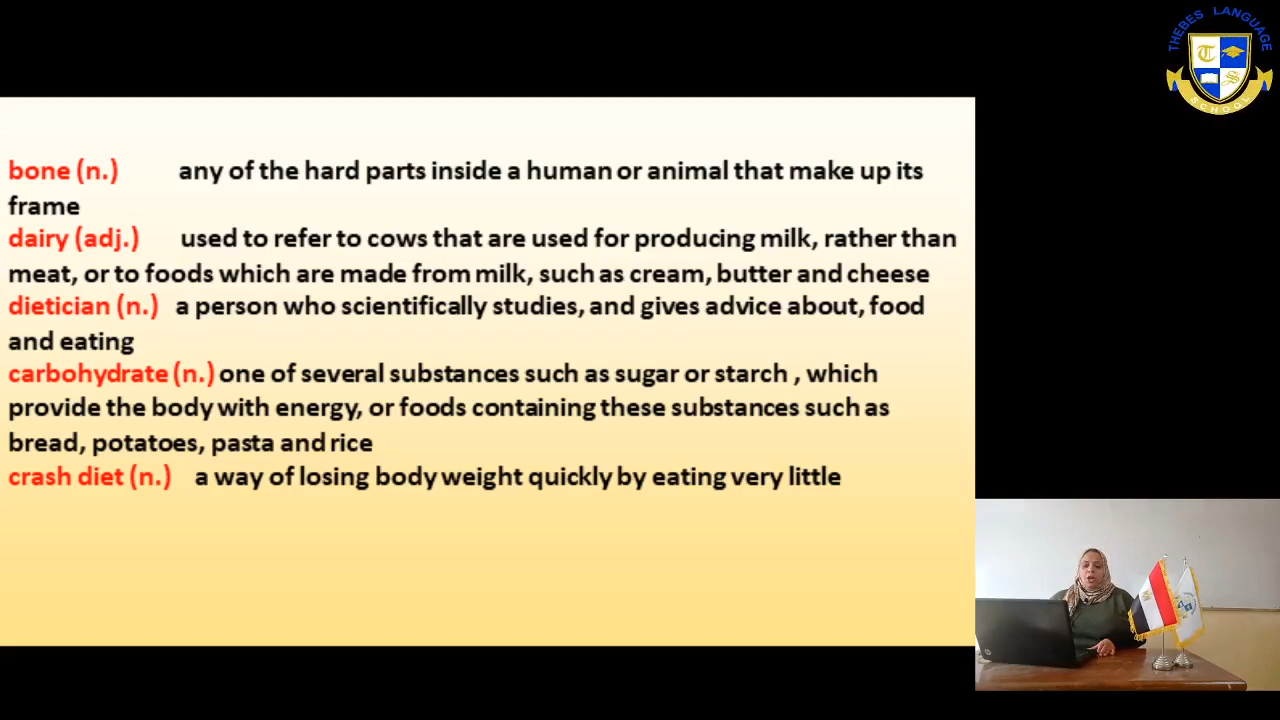 THEBES LANGUAGE
SCHOOL
bone (n.) any of the hard parts inside a human or animal that make up its
frame
dairy (adj.) used to refer to cows that are used for producing milk, rather than
meat, or to foods which are made from milk, such as cream, butter and cheese
dietician (n.) a person who scientifically studies, and gives advice about, food
and eating
carbohydrate (n.) one of several substances such as sugar or starch , which
provide the body with energy, or foods containing these substances such as
bread, potatoes, pasta and rice
crash diet (n.) a way of losing body weight quickly by eating very little